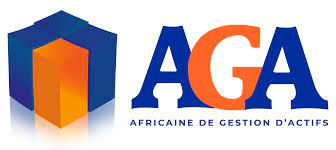 AGA
AFRICAINE DE GESTION D'ACTIFS